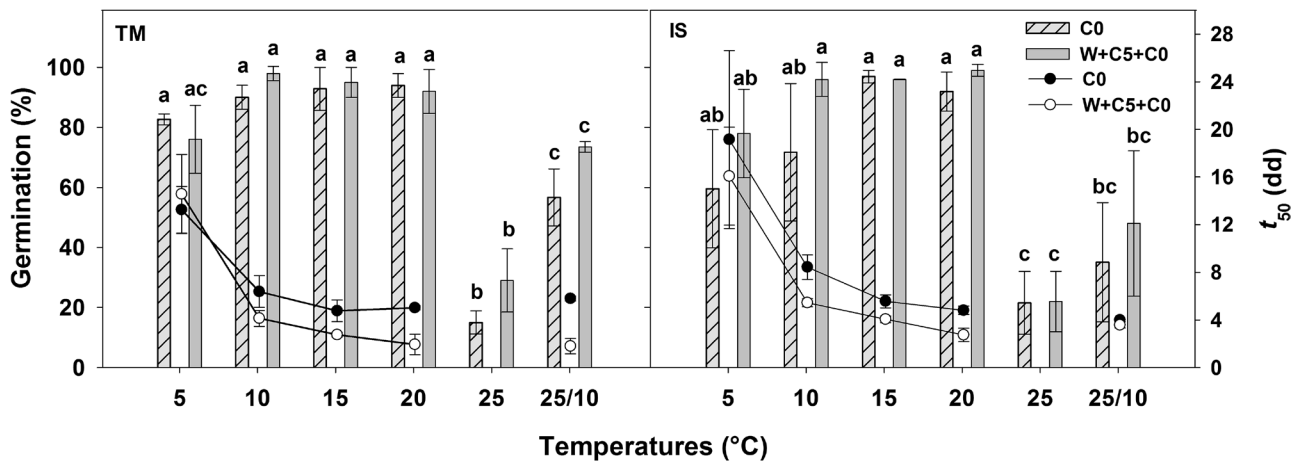 TM
IS
C0
W+C5+C0
C0
W+C5+C0
Germination (%)
100
80
60
40
20
0
a
ac
a
a
a
a
a
a
b
b
c
c
ab
ab
ab
a
a
a
a
a
c
c
bc
bc
28
24
20
16
12
8
4
0
t50 (dd)
5 10 15 20 25 25/10 5 10 15 20 25 25/10
Temperatures (°C)